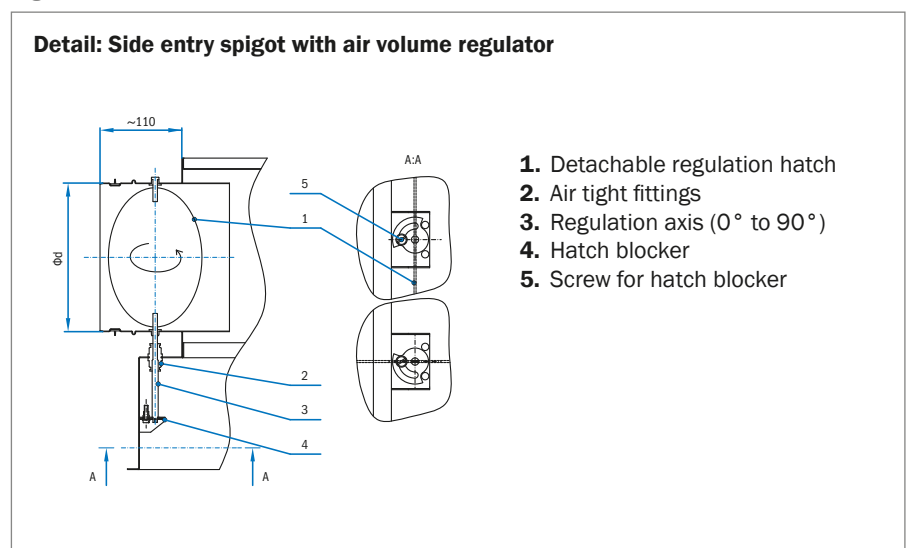 Detail: Side entry spigot with air volume regulator
~110
A:A
5
1
Φd
2
3
4
A
A
1. Detachable regulation hatch
2. Air tight fittings
3. Regulation axis (0° to 90°)
4. Hatch blocker
5. Screw for hatch blocker